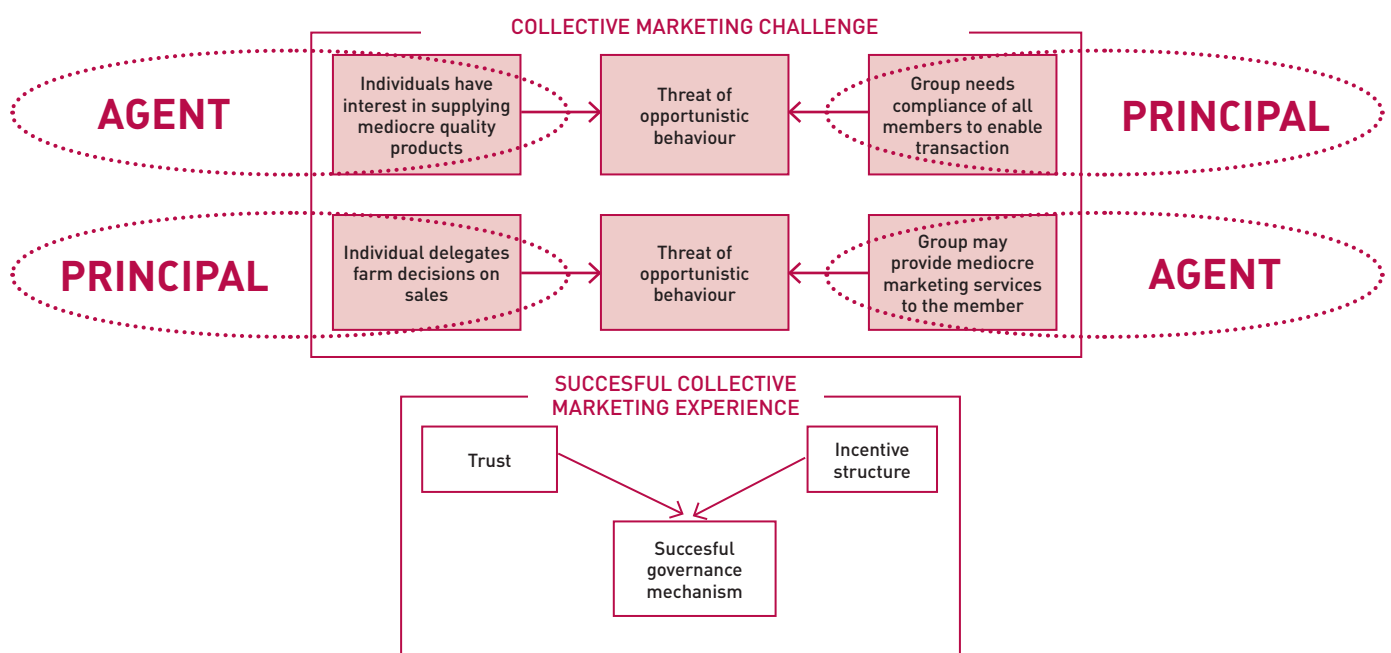 COLLECTIVE MARKETING CHALLENGE
AGENT
Individuals have
interest in supplying
mediocre quality
products
Threat of
opportunistic
behaviour
Group needs
compliance of all
members to enable
transaction
PRINCIPAL
PRINCIPAL
Individual delegates
farm decisions on
sales
Threat of
opportunistic
behaviour
Group may
provide mediocre
marketing services
to the member
AGENT
SUCCESFUL COLLECTIVE
MARKETING EXPERIENCE
Trust
Incentive
structure
Succesful
governance
mechanism